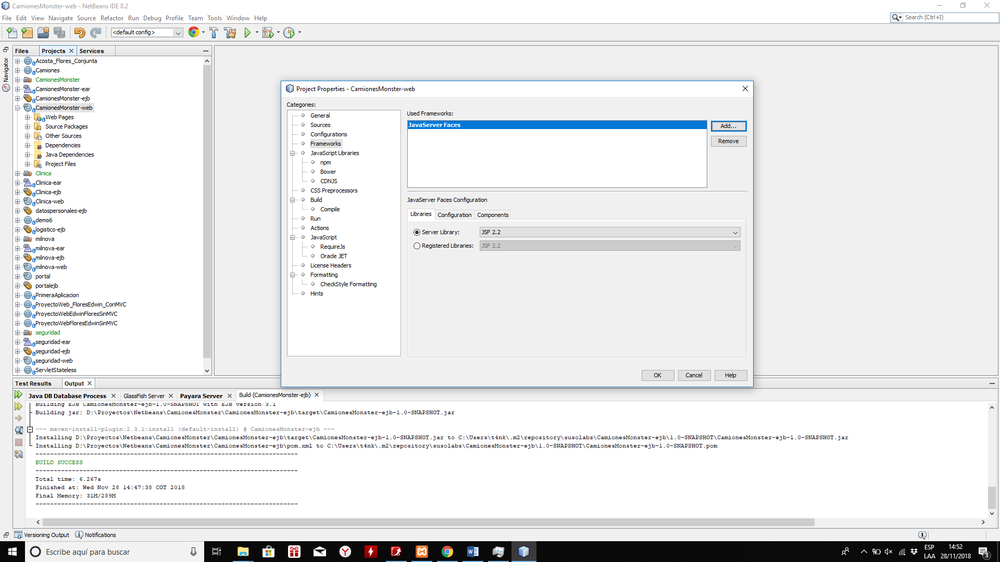 CamionesMonster-web - NetBeans IDE 8.2
File Edit View Navigate Source Refactor Run Debug Profile Team Tools Window Help
Search (Ctrl+I)
<default config>
Navigator
Files Projects Services
Acosta_Flores_Conjunta
Camiones
CamionesMonster
CamionesMonster-ear
CamionesMonster-ejb
CamionesMonster-web
Web Pages
Source Packages
Other Sources
Dependencies
Java Dependencies
Project Files
Clinica
Clinica-ear
Clinica-ejb
Clinica-web
datospersonales-ejb
demo6
logistico-ejb
milnova
milnova-ear
milnova-ejb
milnova-web
portal
portalejb
PrimeraAplicacion
ProyectoWeb_FloresEdwin_ConMVC
ProyectoWebEdwinFloresSinMVC
ProyectoWebFloresEdwinSinMVC
seguridad
seguridad-ear
seguridad-ejb
seguridad-web
ServletStateless
Project Properties - CamionesMonster-web
Categories:
General
Sources
Configurations
Frameworks
JavaScript Libraries
npm
Bower
CDNJS
CSS Preprocessors
Build
Compile
Run
Actions
JavaScript
RequireJs
Oracle JET
License Headers
Formatting
CheckStyle Formatting
Hints
Used Frameworks:
JavaServer Faces
Add...
Remove
JavaServer Faces Configuration
Libraries Configuration Components
Server Library: JSF 2.2
Registered Libraries: JSF 2.2
OK Cancel Help
Test Results Output
Java DB Database Process GlassFish Server Payara Server Build (CamionesMonster-ejb)
Building EJB CamionesMonster-ejb-1.0-SNAPSHOT with EJB version 3.1
Building jar: D:\Proyectos\Netbeans\CamionesMonster\CamionesMonster-ejb\target\CamionesMonster-ejb-1.0-SNAPSHOT.jar
--- maven-install-plugin:2.3.1:install (default-install) @ CamionesMonster-ejb ---
Installing D:\Proyectos\Netbeans\CamionesMonster\CamionesMonster-ejb\target\CamionesMonster-ejb-1.0-SNAPSHOT.jar to C:\Users\t4nk\.m2\repository\susolabs\CamionesMonster-ejb\1.0-SNAPSHOT\CamionesMonster-ejb-1.0-SNAPSHOT.jar
Installing D:\Proyectos\Netbeans\CamionesMonster\CamionesMonster-ejb\pom.xml to C:\Users\t4nk\.m2\repository\susolabs\CamionesMonster-ejb\1.0-SNAPSHOT\CamionesMonster-ejb-1.0-SNAPSHOT.pom
------------------------------------------------------------------------
BUILD SUCCESS
------------------------------------------------------------------------
Total time: 6.267s
Finished at: Wed Nov 28 14:47:38 COT 2018
Final Memory: 31M/289M
------------------------------------------------------------------------
Versioning Output Notifications
1
Escribe aquí para buscar
ESP
LAA
14:52
28/11/2018
3